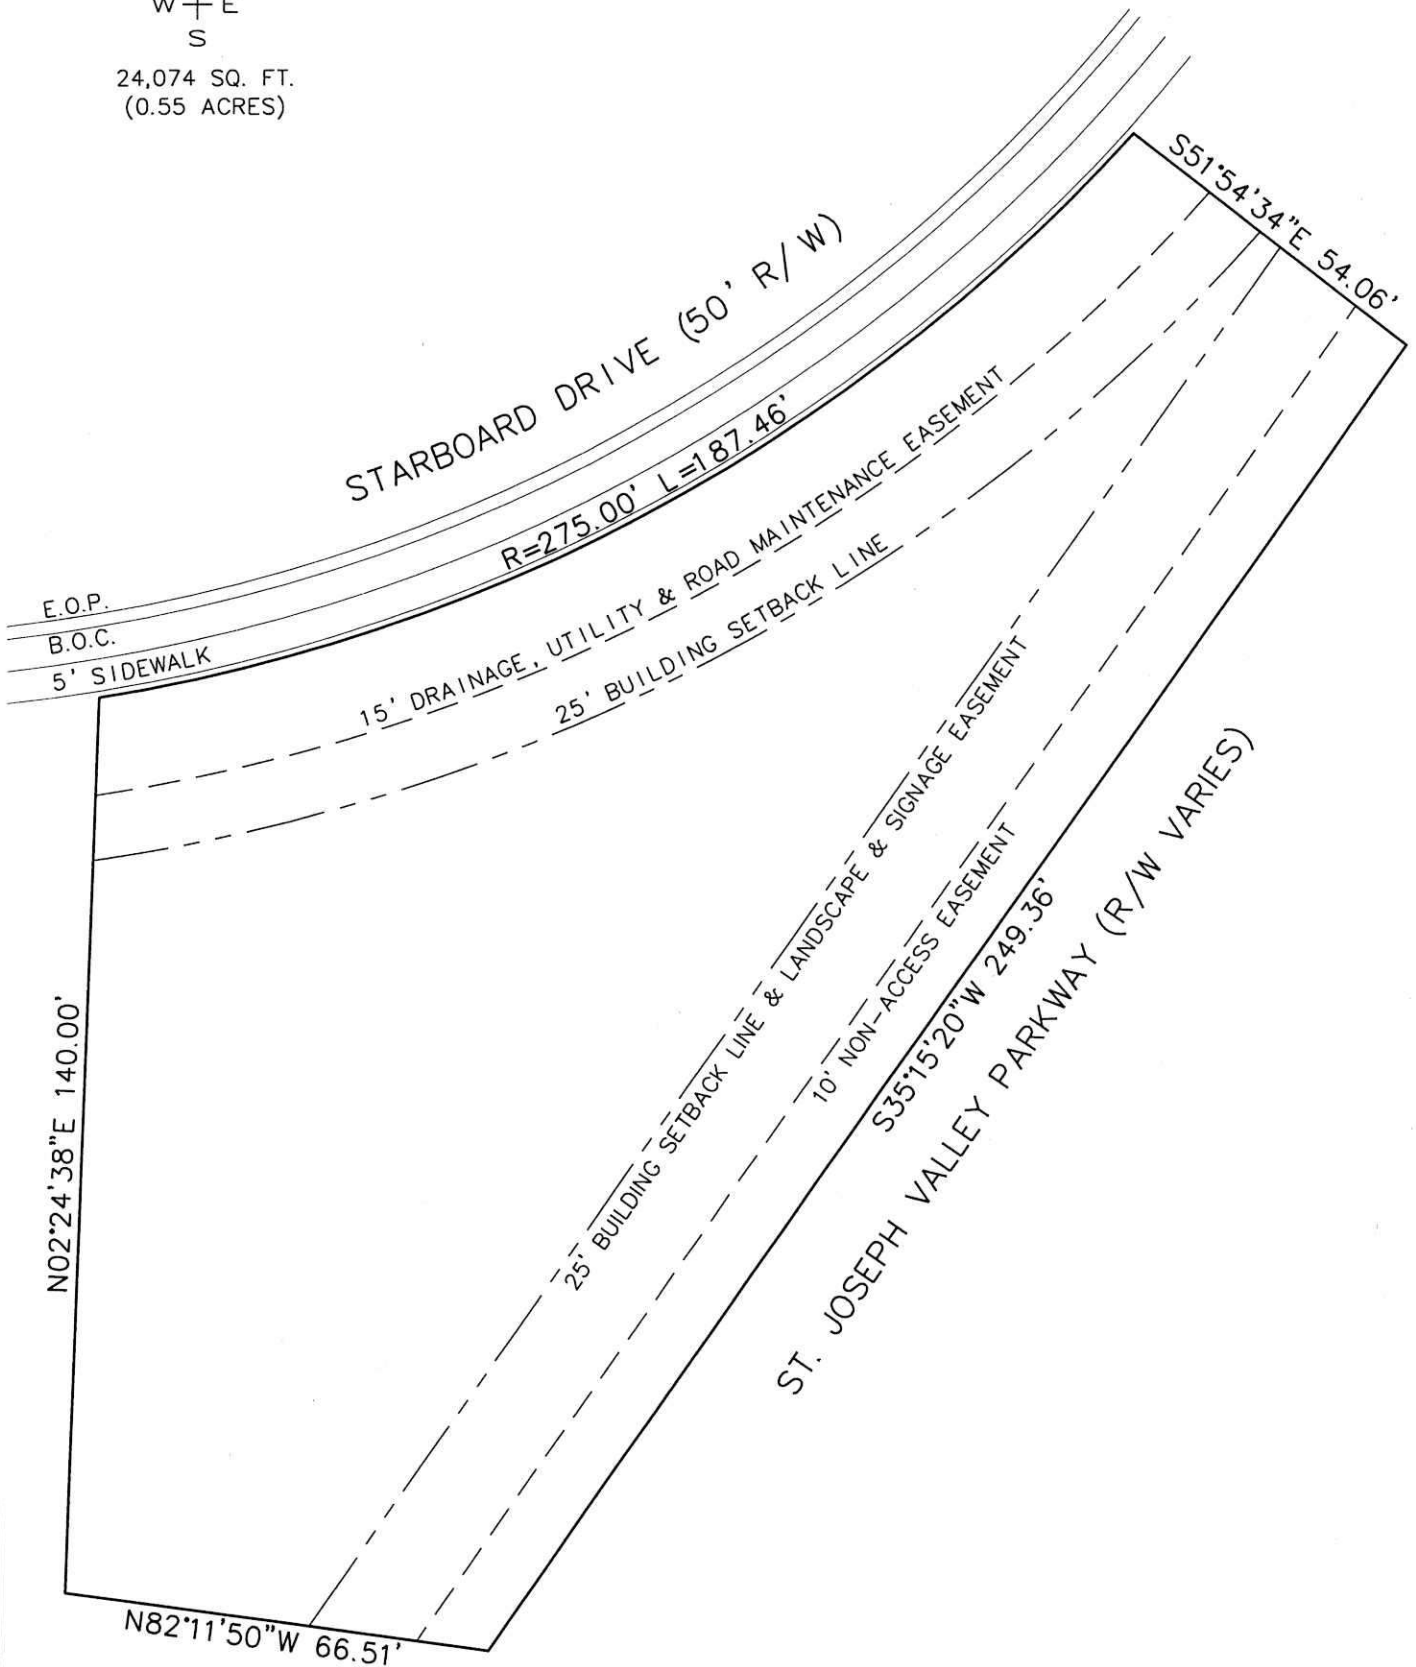 W E
S
24,074 SQ. FT.
(0.55 ACRES)
S51°54'34"E 54.06'
STARBOARD DRIVE (50' R/W)
R=275.00' L=187.46'
E.O.P.
B.O.C.
5' SIDEWALK
15' DRAINAGE, UTILITY & ROAD MAINTENANCE EASEMENT
25' BUILDING SETBACK LINE
25' BUILDING SETBACK LINE & LANDSCAPE & SIGNAGE EASEMENT
10' NON-ACCESS EASEMENT
S35°15'20"W 249.36'
ST. JOSEPH VALLEY PARKWAY (R/W VARIES)
N02°24'38"E 140.00'
N82°11'50"W 66.51'